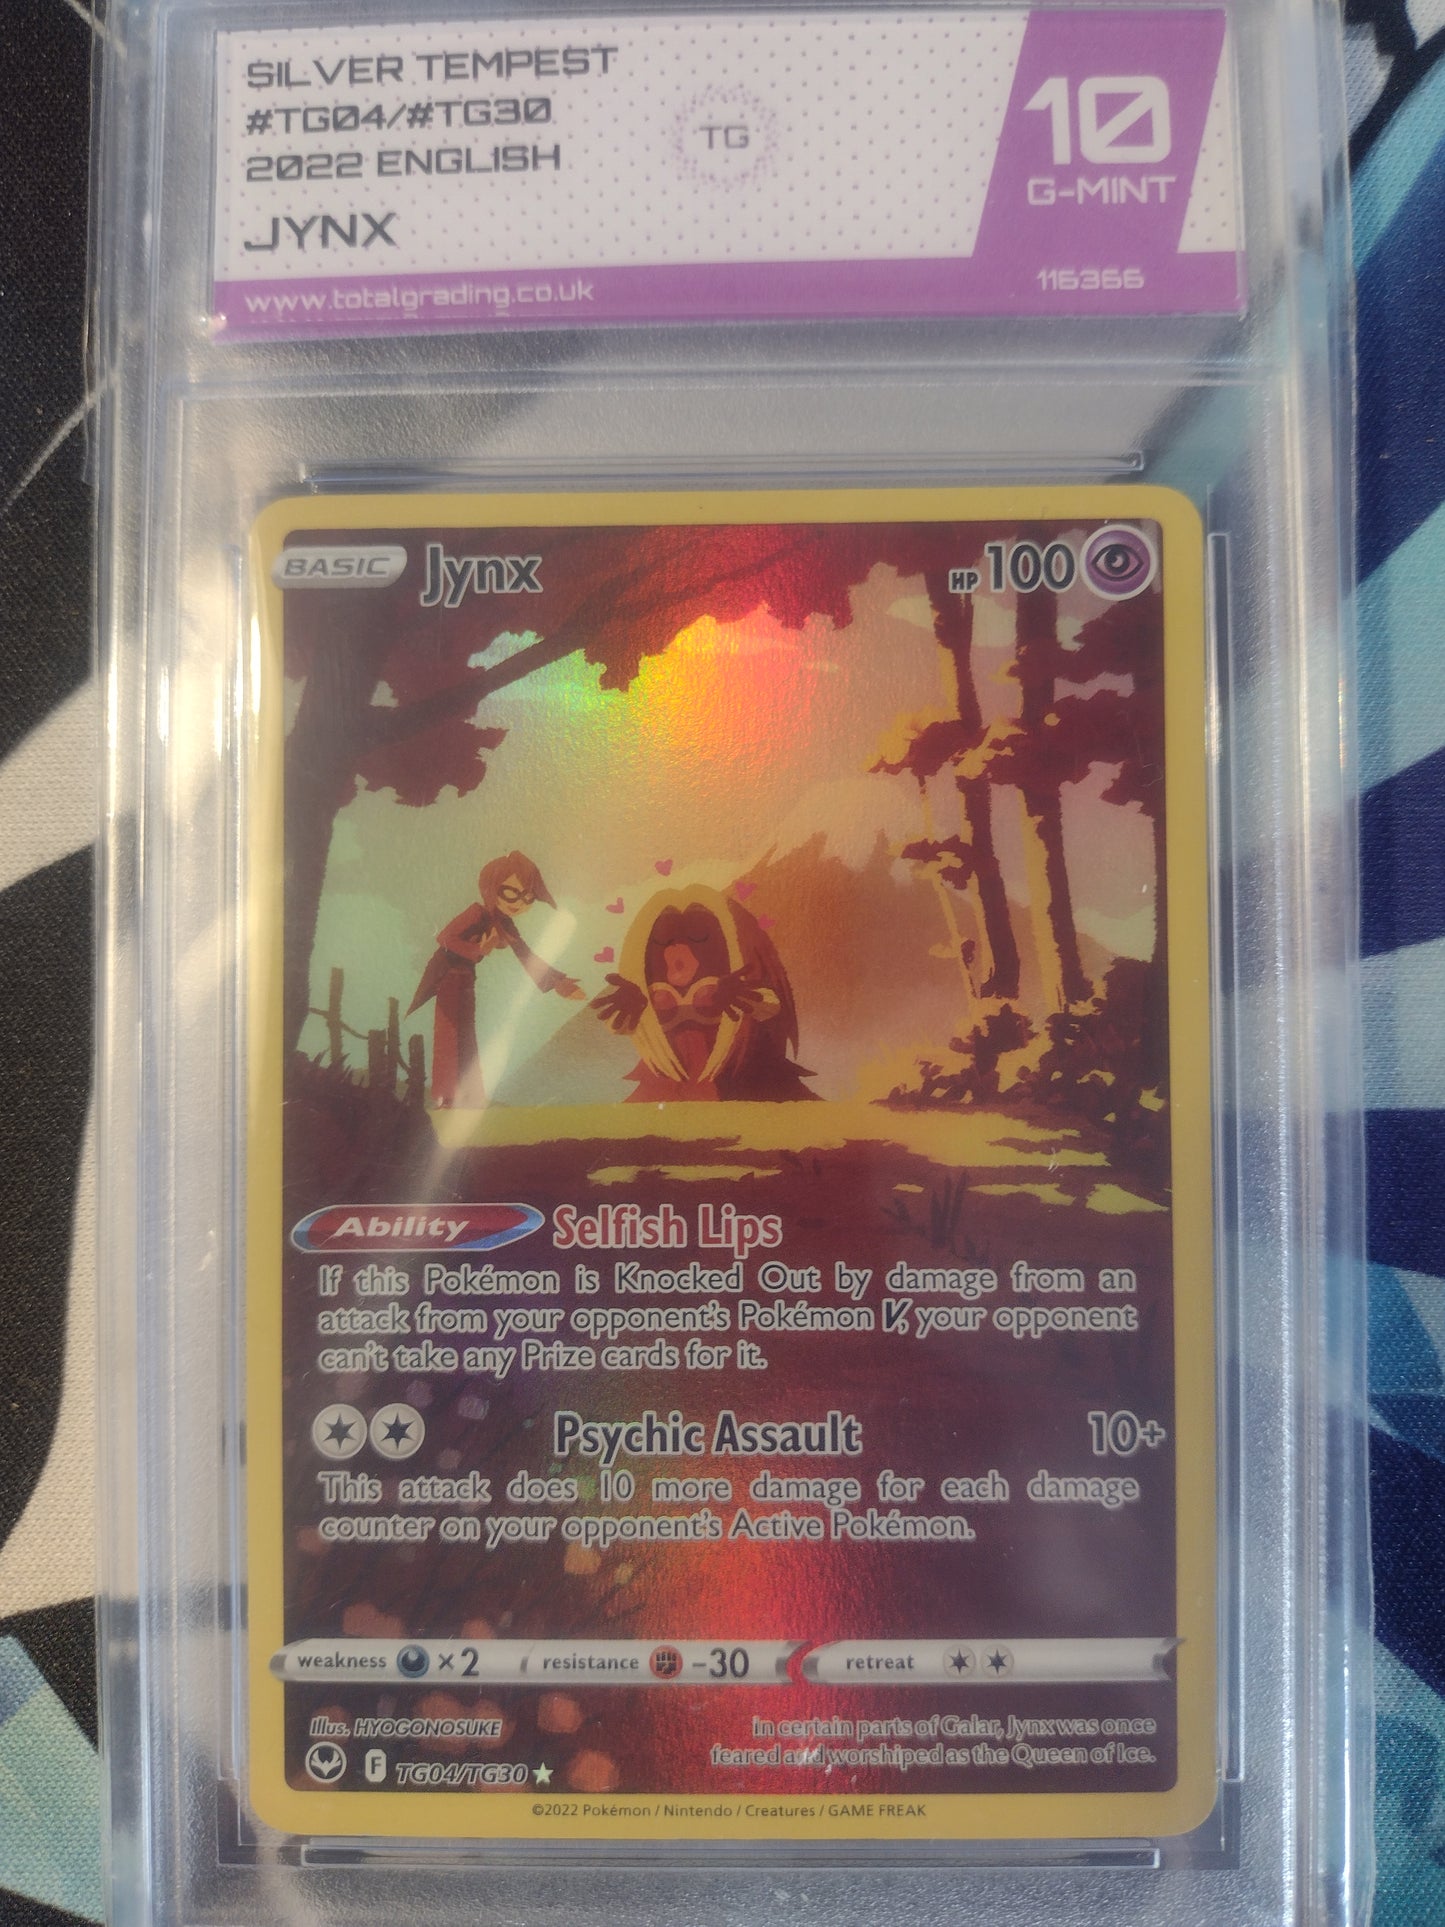 SILVER TEMPEST
#TG04/#TG30
2022 ENGLISH
JYNX
TG
10
G-MINT
www.totalgrading.co.uk
116366
BASIC Jynx HP 100
Ability Selfish Lips
If this Pokémon is Knocked Out by damage from an
attack from your opponent's Pokémon V, your opponent
can't take any Prize cards for it.
Psychic Assault 10+
This attack does 10 more damage for each damage
counter on your opponent's Active Pokémon.
weakness ×2 resistance -30 retreat
Illus. HYOGONOSUKE
In certain parts of Galar, Jynx was once
feared and worshiped as the Queen of Ice.
F TG04/TG30
©2022 Pokémon / Nintendo / Creatures / GAME FREAK